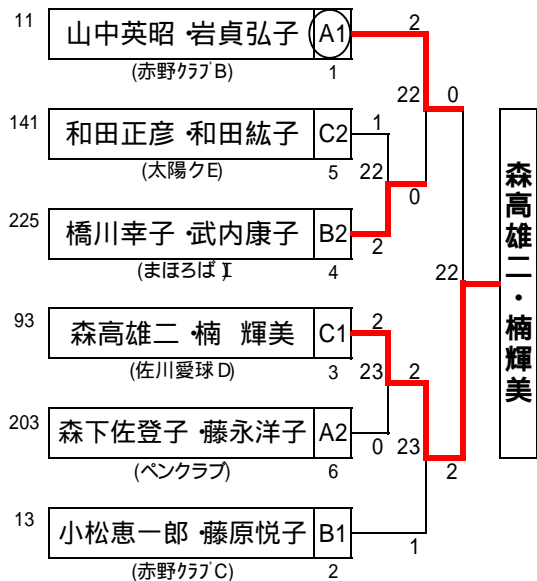 11
山中英昭・岩貞弘子 A1
(赤野クラブB) 1
2
22 0
141
和田正彦・和田紘子 C2
(太陽クE) 5
1
22
0
225
橋川幸子・武内康子 B2
(まほろばI) 4
2
22
森高雄二・楠輝美
93
森高雄二・楠 輝美 C1
(佐川愛球D) 3
2
23 2
203
森下佐登子・藤永洋子 A2
(ペンクラブ) 6
0 23
2
13
小松恵一郎・藤原悦子 B1
(赤野クラブC) 2
1